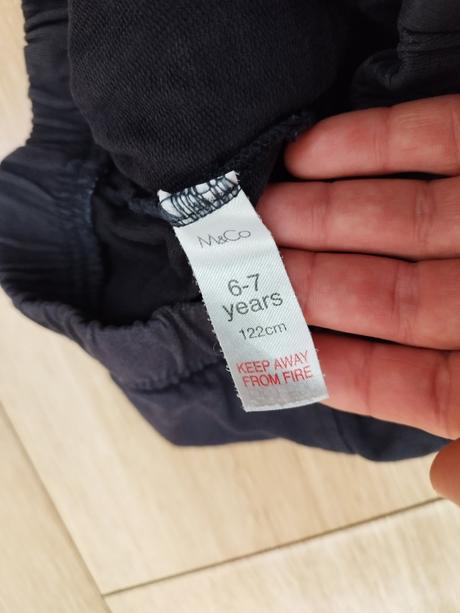 M&Co
6-7
years
122cm
KEEP AWAY
FROM FIRE